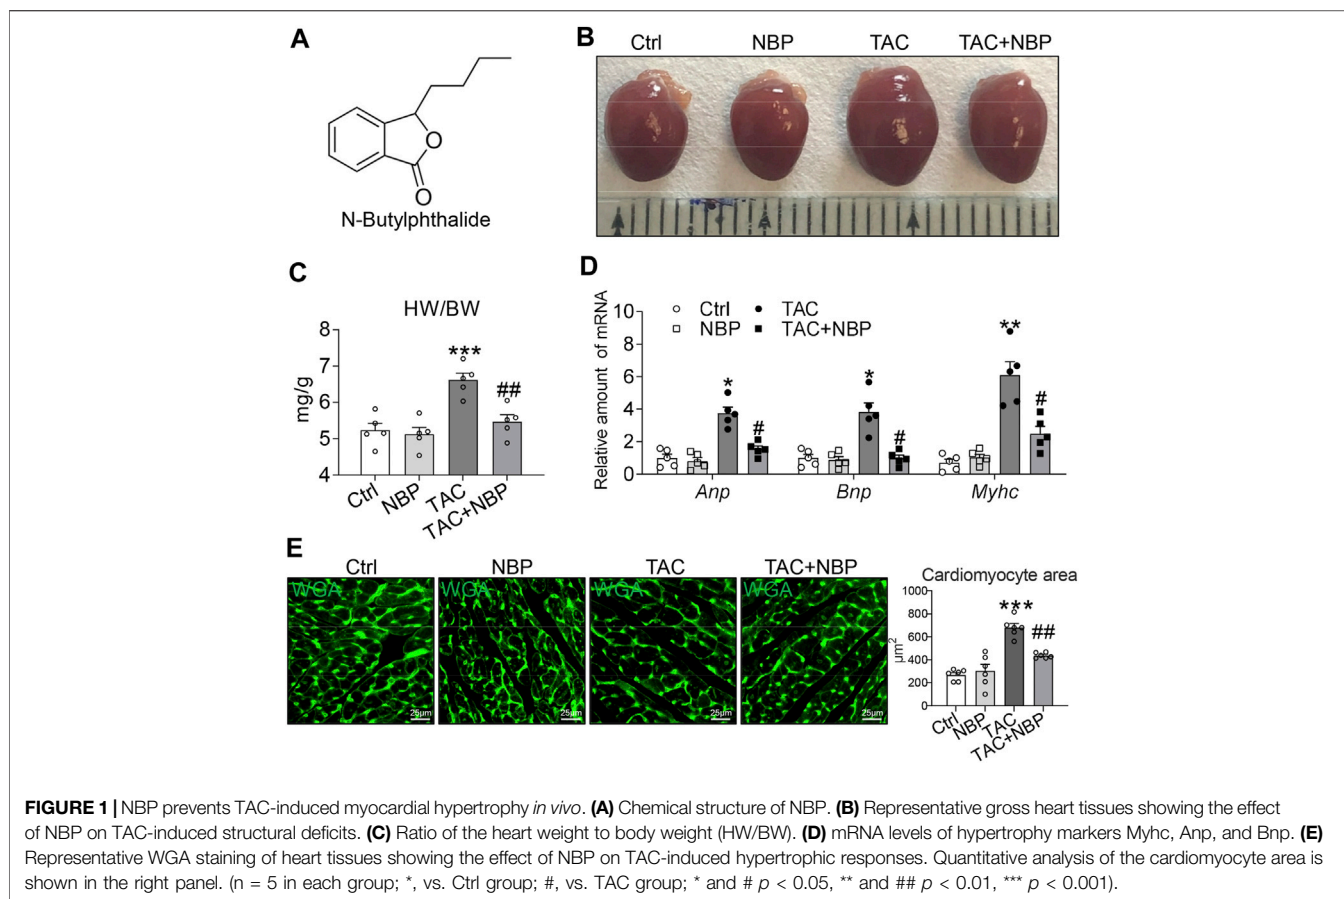 A
O
O
N-Butylphthalide
B
Ctrl NBP TAC TAC+NBP
C
HW/BW
mg/g
8
7
6
5
4
***
##
Ctrl
NBP
TAC
TAC+NBP
D
Relative amount of mRNA
10
8
6
4
2
0
Ctrl TAC
NBP TAC+NBP
* # * # ** #
Anp Bnp Myhc
E
Ctrl NBP TAC TAC+NBP
WGA WGA WGA WGA
25μm 25μm 25μm 25μm
Cardiomyocyte area
μm²
1000
800
600
400
200
0
***
##
Ctrl
NBP
TAC
TAC+NBP
FIGURE 1 | NBP prevents TAC-induced myocardial hypertrophy in vivo. (A) Chemical structure of NBP. (B) Representative gross heart tissues showing the effect
of NBP on TAC-induced structural deficits. (C) Ratio of the heart weight to body weight (HW/BW). (D) mRNA levels of hypertrophy markers Myhc, Anp, and Bnp. (E)
Representative WGA staining of heart tissues showing the effect of NBP on TAC-induced hypertrophic responses. Quantitative analysis of the cardiomyocyte area is
shown in the right panel. (n = 5 in each group; *, vs. Ctrl group; #, vs. TAC group; * and # p < 0.05, ** and ## p < 0.01, *** p < 0.001).